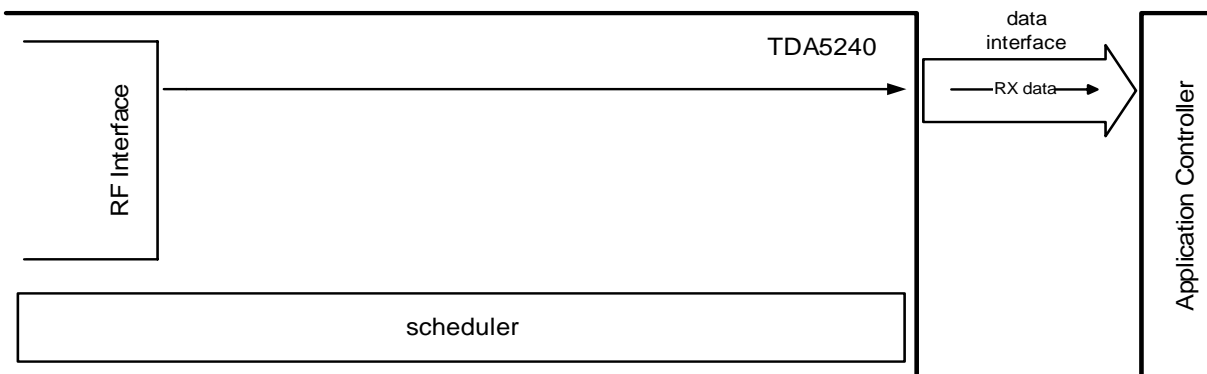 TDA5240
data
interface
RX data
RF Interface
Application Controller
scheduler